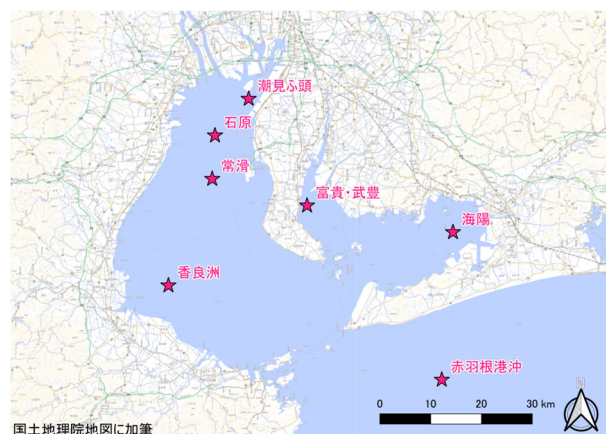 潮見ふ頭
石原
常滑
富貴・武豊
海陽
香良洲
赤羽根港沖
N
0 10 20 30 km
国土地理院地図に加筆